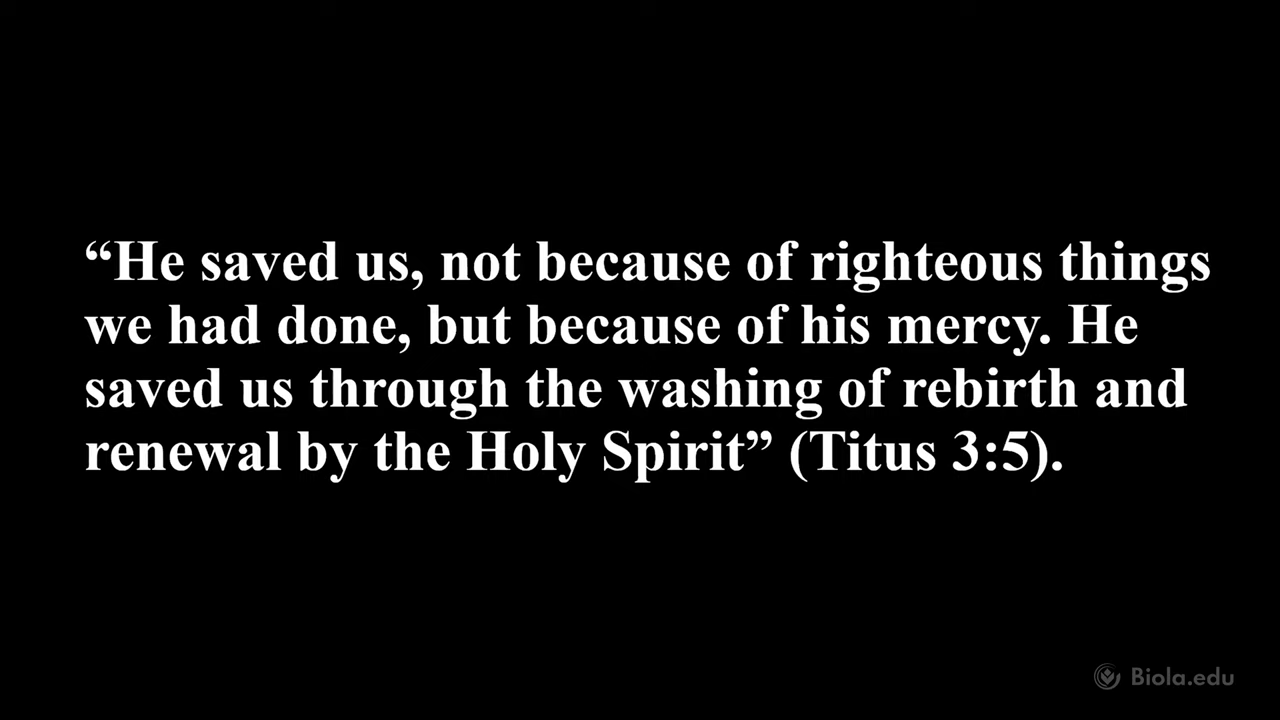 “He saved us, not because of righteous things
we had done, but because of his mercy. He
saved us through the washing of rebirth and
renewal by the Holy Spirit” (Titus 3:5).
Biola.edu